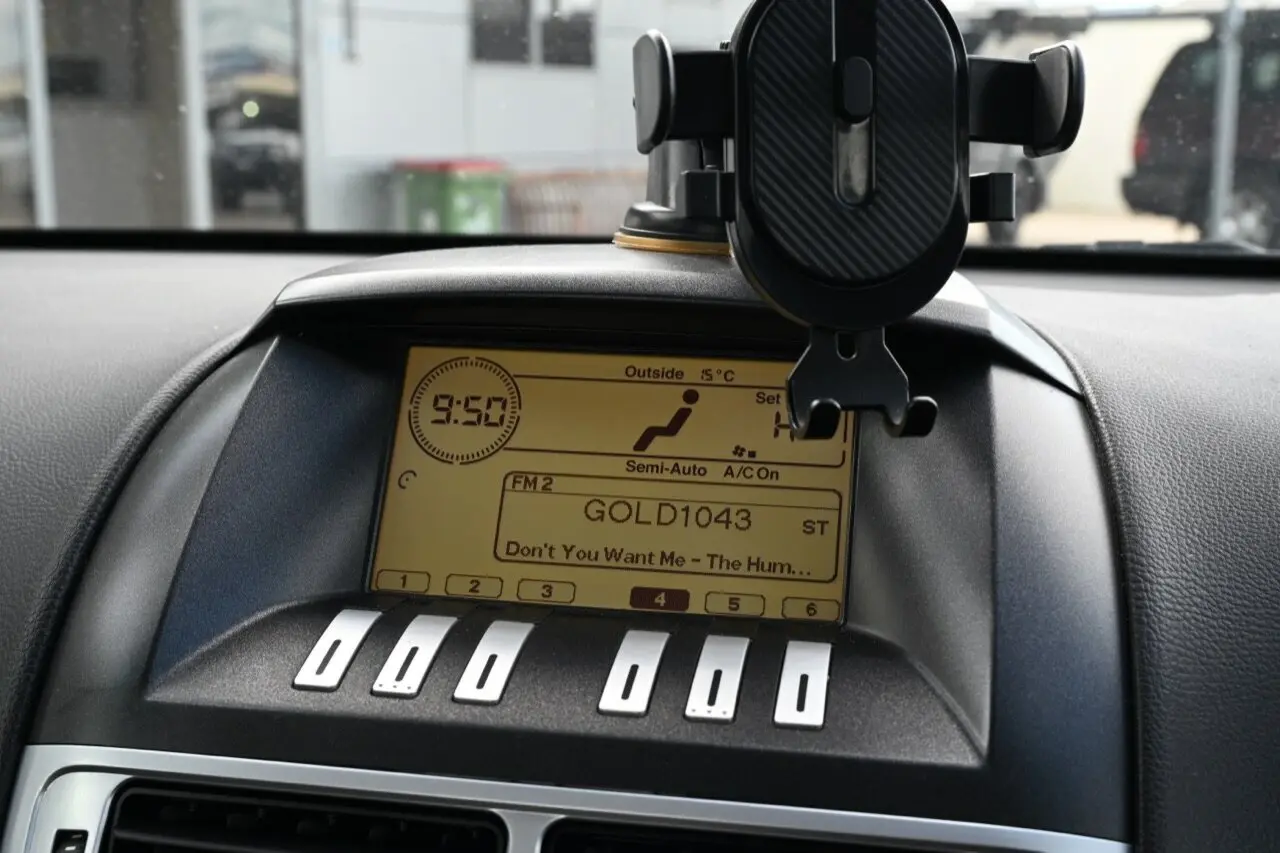 Outside 15°C
9:50
Set
Semi-Auto A/C On
FM 2
GOLD1043
ST
Don't You Want Me - The Hum...
1 2 3 4 5 6